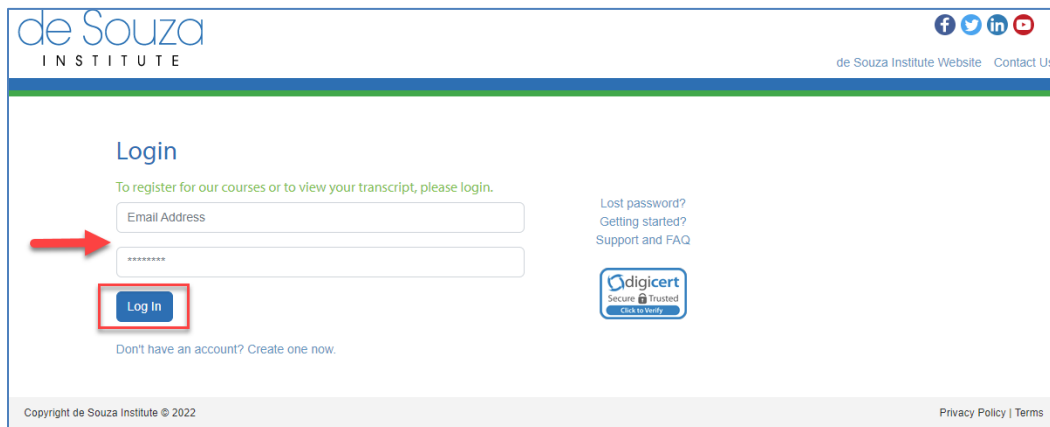 de Souza
INSTITUTE
de Souza Institute Website Contact Us
Login
To register for our courses or to view your transcript, please login.
Email Address
********
Log In
Don't have an account? Create one now.
Lost password?
Getting started?
Support and FAQ
digicert
Secure Trusted
Click to Verify
Copyright de Souza Institute © 2022
Privacy Policy | Terms